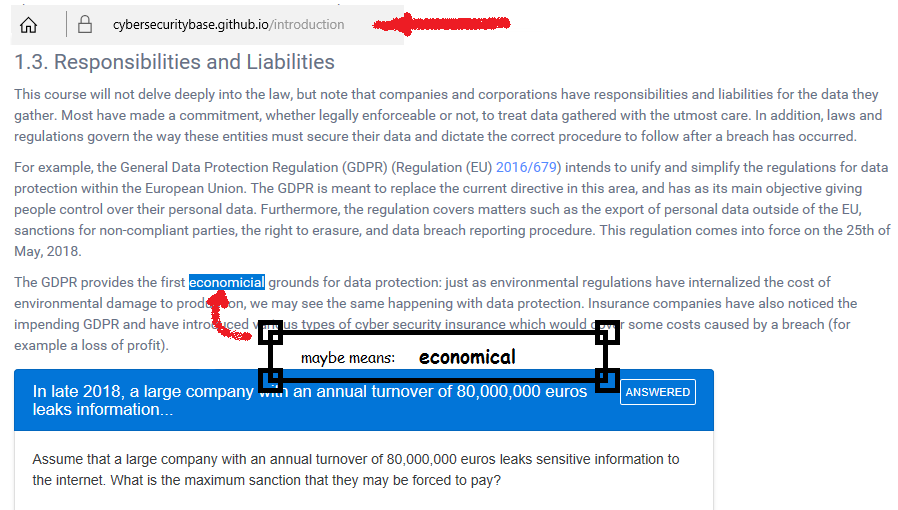 cybersecuritybase.github.io/introduction
1.3. Responsibilities and Liabilities
This course will not delve deeply into the law, but note that companies and corporations have responsibilities and liabilities for the data they
gather. Most have made a commitment, whether legally enforceable or not, to treat data gathered with the utmost care. In addition, laws and
regulations govern the way these entities must secure their data and dictate the correct procedure to follow after a breach has occurred.
For example, the General Data Protection Regulation (GDPR) (Regulation (EU) 2016/679) intends to unify and simplify the regulations for data
protection within the European Union. The GDPR is meant to replace the current directive in this area, and has as its main objective giving
people control over their personal data. Furthermore, the regulation covers matters such as the export of personal data outside of the EU,
sanctions for non-compliant parties, the right to erasure, and data breach reporting procedure. This regulation comes into force on the 25th of
May, 2018.
The GDPR provides the first economicial grounds for data protection: just as environmental regulations have internalized the cost of
environmental damage to production, we may see the same happening with data protection. Insurance companies have also noticed the
impending GDPR and have introduced various types of cyber security insurance which would cover some costs caused by a breach (for
example a loss of profit).
maybe means: economical
In late 2018, a large company with an annual turnover of 80,000,000 euros
leaks information...
ANSWERED
Assume that a large company with an annual turnover of 80,000,000 euros leaks sensitive information to
the internet. What is the maximum sanction that they may be forced to pay?